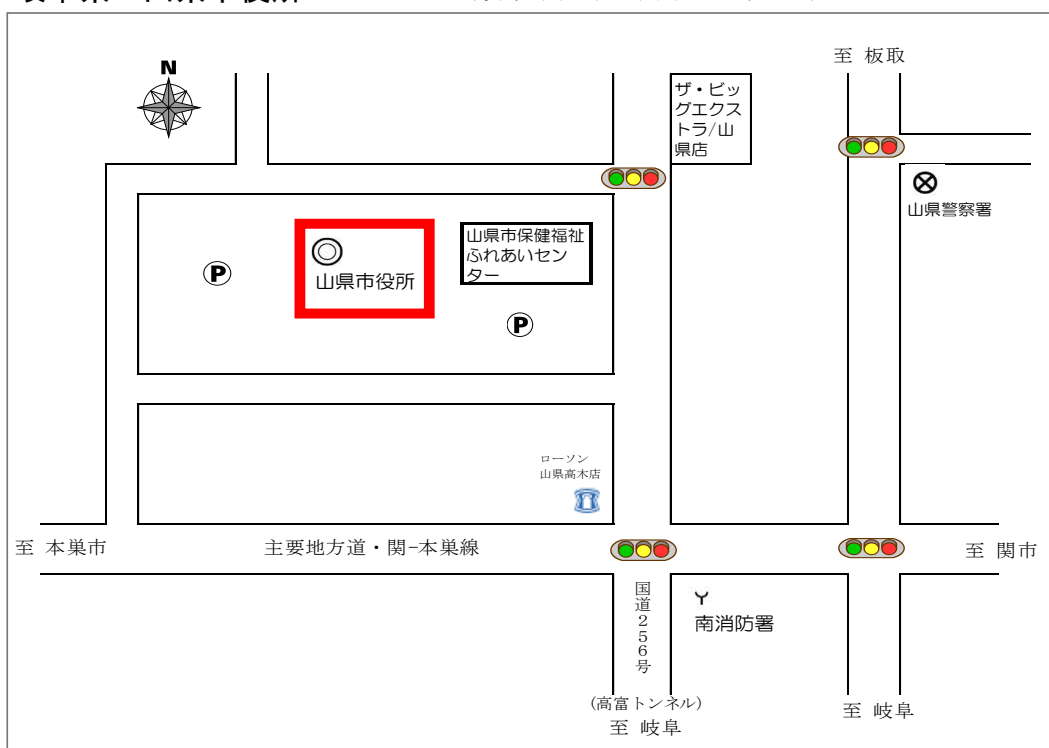 至 板取
N
ザ・ビッ
グエクス
トラ/山
県店
山県警察署
山県市保健福祉
ふれあいセン
ター
山県市役所
P
P
ローソン
山県高木店
至 本巣市
主要地方道・関-本巣線
至 関市
国道256号
南消防署
(高富トンネル)
至 岐阜
至 岐阜